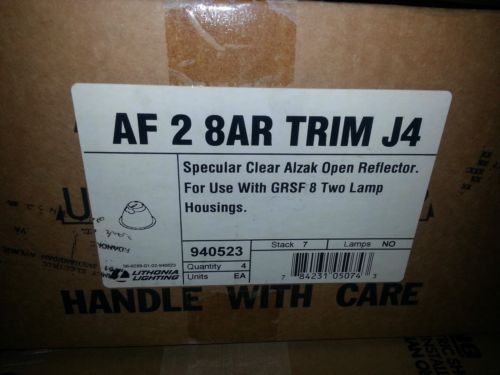 AF 2 8AR TRIM J4
Specular Clear Alzak Open Reflector.
For Use With GRSF 8 Two Lamp
Housings.
940523
Stack 7
Lamps NO
Quantity 4
Units EA
LITHONIA
LIGHTING
7 84231 05074 3
HANDLE WITH CARE